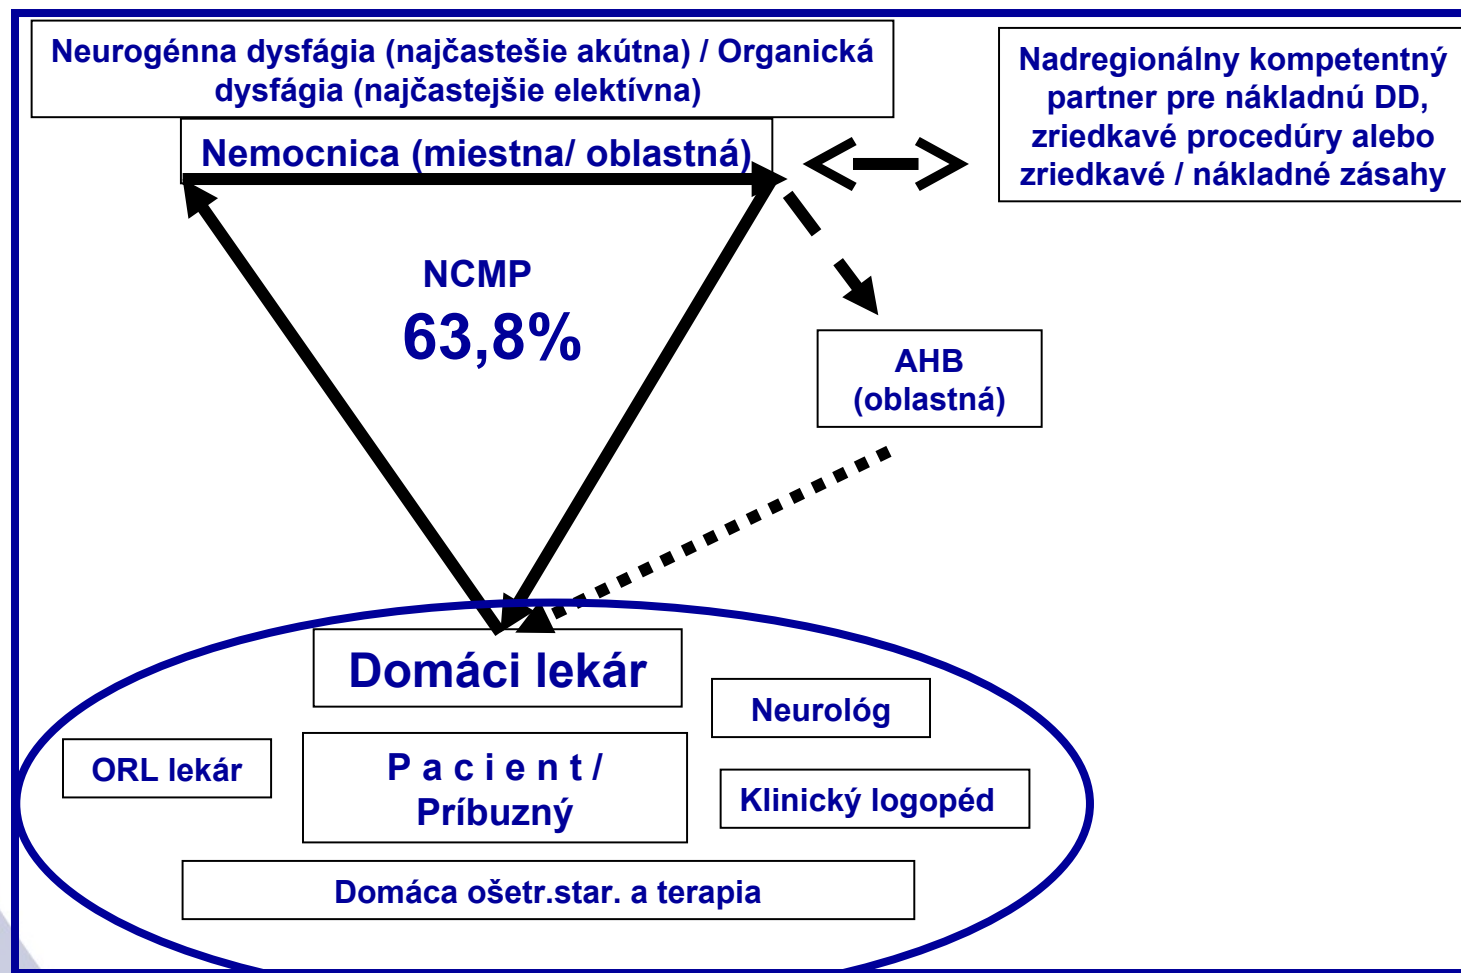 Neurogénna dysfágia (najčastešie akútna) / Organická
dysfágia (najčastejšie elektívna)
Nemocnica (miestna/ oblastná)
Nadregionálny kompetentný
partner pre nákladnú DD,
zriedkavé procedúry alebo
zriedkavé / nákladné zásahy
NCMP
63,8%
AHB
(oblastná)
Domáci lekár
Neurológ
ORL lekár
P a c i e n t /
Príbuzný
Klinický logopéd
Domáca ošetr.star. a terapia